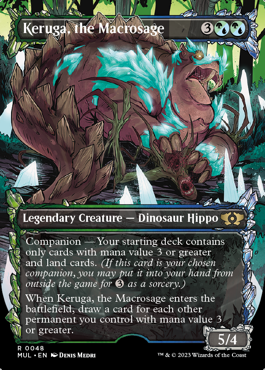 Keruga, the Macrosage 3
Legendary Creature — Dinosaur Hippo
Companion — Your starting deck contains
only cards with mana value 3 or greater
and land cards. (If this card is your chosen
companion, you may put it into your hand from
outside the game for 3 as a sorcery.)
When Keruga, the Macrosage enters the
battlefield, draw a card for each other
permanent you control with mana value 3
or greater.
5/4
R 0048
MUL • EN Denis Medri
™ & © 2023 Wizards of the Coast